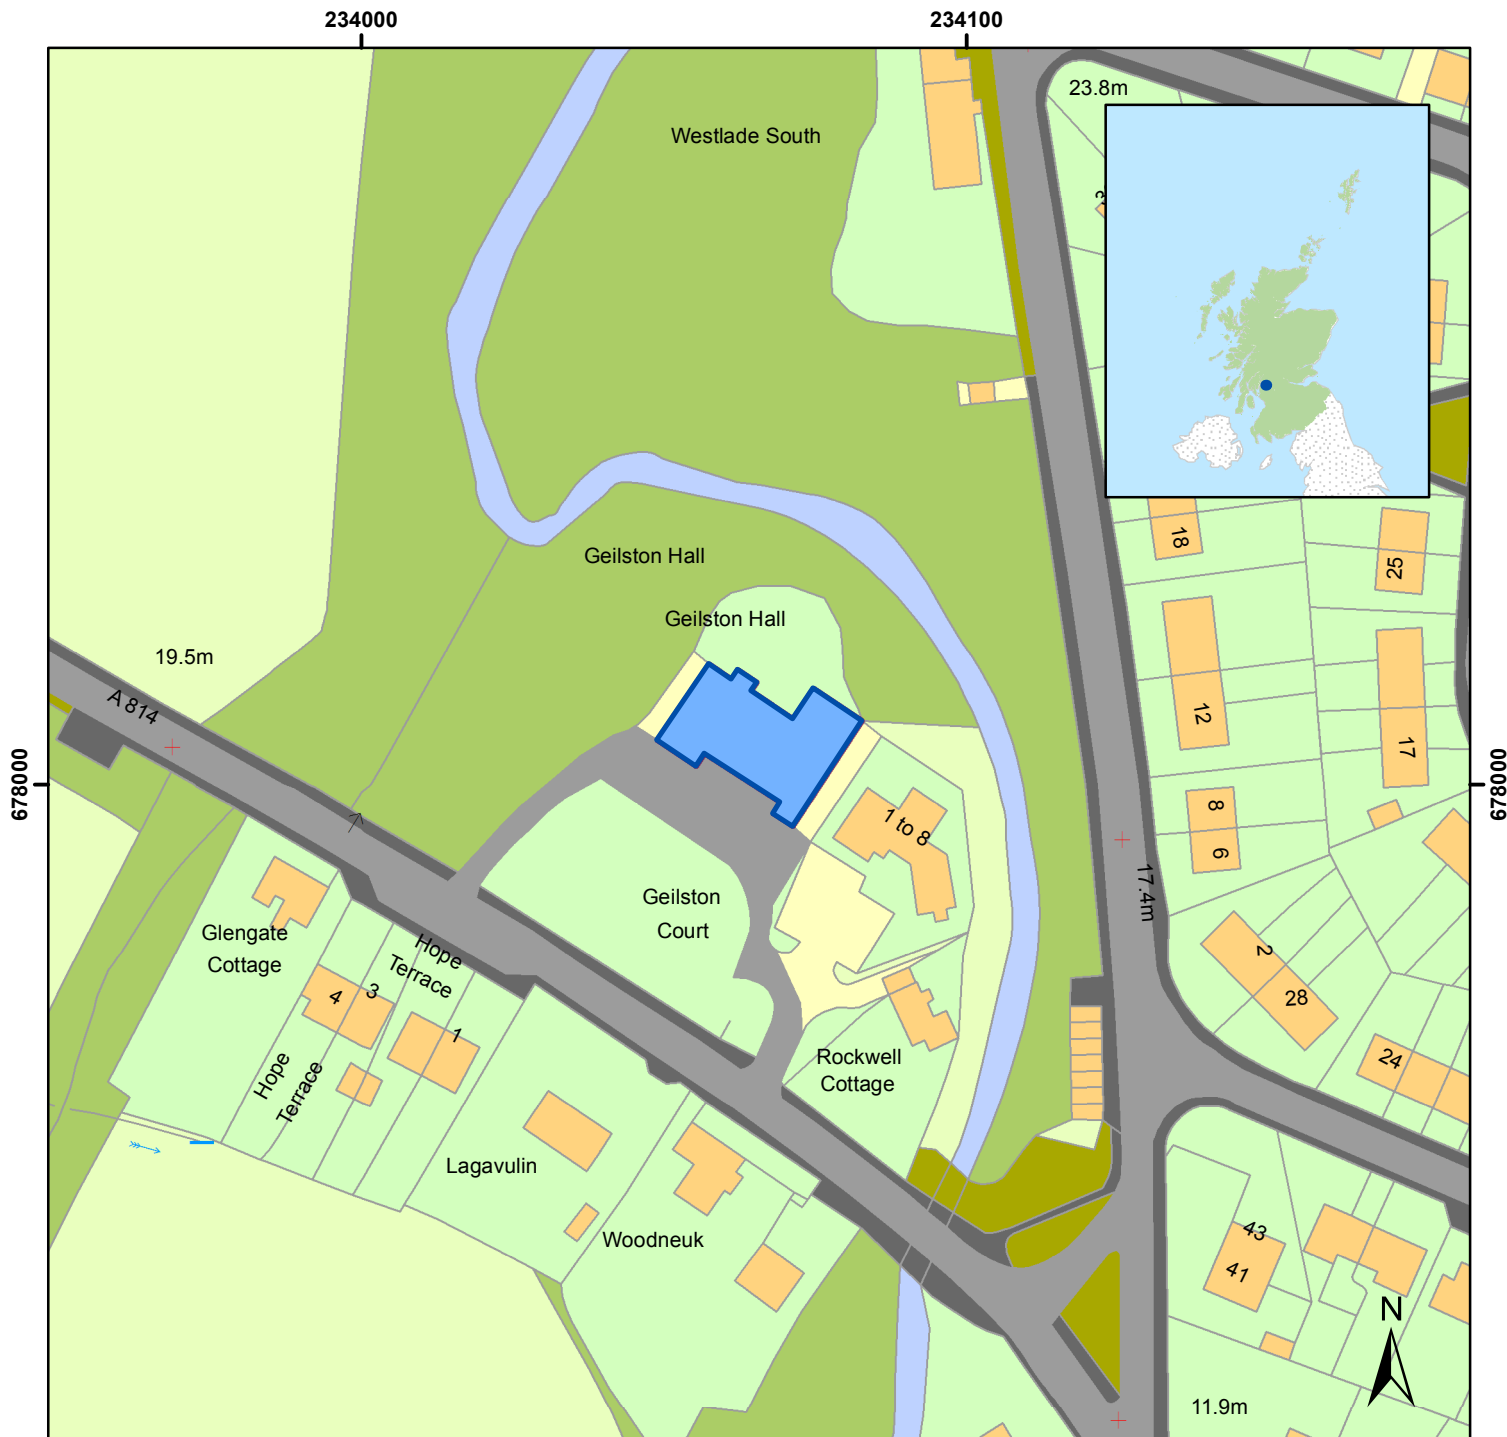 234000
234100
23.8m
Westlade South
18
25
Geilston Hall
Geilston Hall
19.5m
A 814
12
17
678000
678000
8
6
1 to 8
17.4m
Geilston
Court
Glengate
Cottage
Hope
Terrace
4
3
1
2
28
24
Hope
Terrace
Rockwell
Cottage
Lagavulin
Woodneuk
43
41
N
11.9m